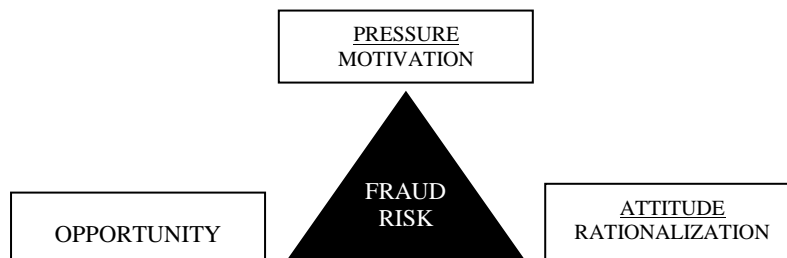 PRESSURE
MOTIVATION
FRAUD
RISK
OPPORTUNITY
ATTITUDE
RATIONALIZATION